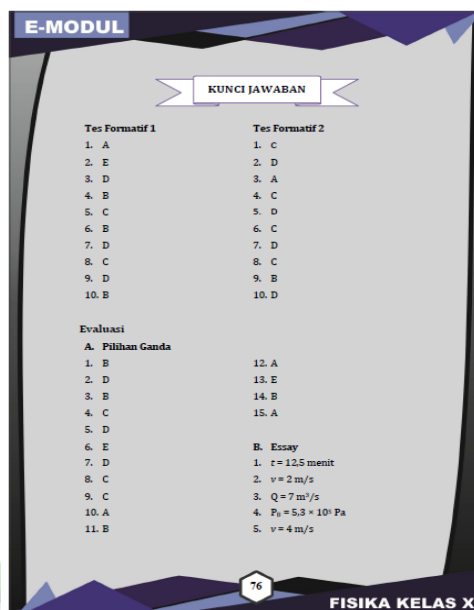 E-MODUL
KUNCI JAWABAN
Tes Formatif 1
1. A
2. E
3. D
4. B
5. C
6. B
7. D
8. C
9. D
10. B
Tes Formatif 2
1. C
2. D
3. A
4. C
5. D
6. C
7. D
8. C
9. B
10. D
Evaluasi
A. Pilihan Ganda
1. B
2. D
3. B
4. C
5. D
6. E
7. D
8. C
9. C
10. A
11. B
12. A
13. E
14. B
15. A
B. Essay
1. t = 12,5 menit
2. v = 2 m/s
3. Q = 7 m³/s
4. = 5,3 × Pa
5. v = 4 m/s
76
FISIKA KELAS X